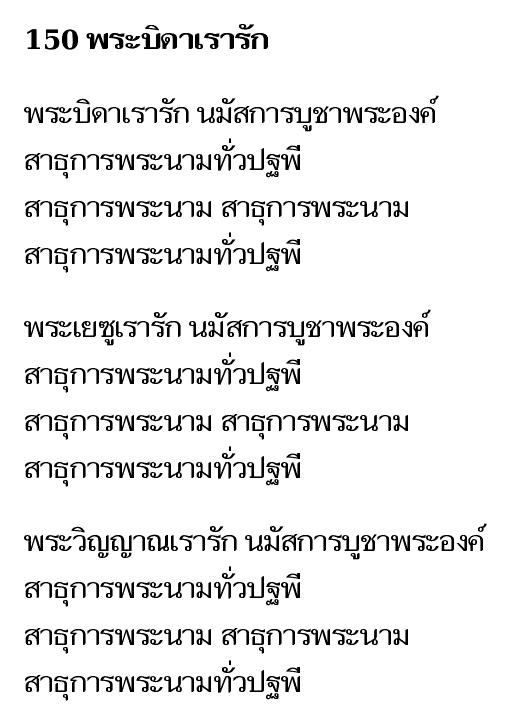 150 พระบิดาเรารัก
พระบิดาเรารัก นมัสการบูชาพระองค์
สาธุการพระนามทั่วปฐพี
สาธุการพระนาม สาธุการพระนาม
สาธุการพระนามทั่วปฐพี
พระเยซูเรารัก นมัสการบูชาพระองค์
สาธุการพระนามทั่วปฐพี
สาธุการพระนาม สาธุการพระนาม
สาธุการพระนามทั่วปฐพี
พระวิญญาณเรารัก นมัสการบูชาพระองค์
สาธุการพระนามทั่วปฐพี
สาธุการพระนาม สาธุการพระนาม
สาธุการพระนามทั่วปฐพี